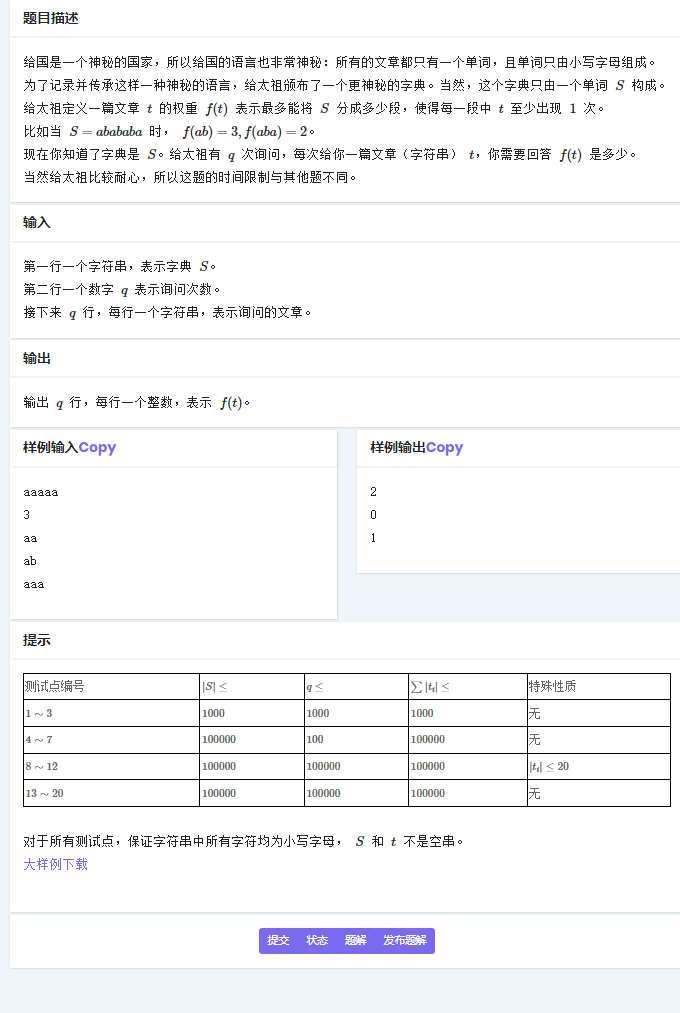 题目描述
给国是一个神秘的国家，所以给国的语言也非常神秘：所有的文章都只有一个单词，且单词只由小写字母组成。
为了记录并传承这样一种神秘的语言，给太祖颁布了一个更神秘的字典。当然，这个字典只由一个单词 S 构成。
给太祖定义一篇文章 t 的权重 f(t) 表示最多能将 S 分成多少段，使得每一段中 t 至少出现 1 次。
比如当 S = abababa 时， f(ab) = 3, f(aba) = 2。
现在你知道了字典是 S。给太祖有 q 次询问，每次给你一篇文章（字符串） t，你需要回答 f(t) 是多少。
当然给太祖比较耐心，所以这题的时间限制与其他题不同。
输入
第一行一个字符串，表示字典 S。
第二行一个数字 q 表示询问次数。
接下来 q 行，每行一个字符串，表示询问的文章。
输出
输出 q 行，每行一个整数，表示 f(t)。
样例输入Copy
aaaaa
3
aa
ab
aaa
样例输出Copy
2
0
1
提示
测试点编号 |S| ≤ q ≤ ∑|t_i| ≤ 特殊性质
1 ∼ 3 1000 1000 1000 无
4 ∼ 7 100000 100 100000 无
8 ∼ 12 100000 100000 100000 |t_i| ≤ 20
13 ∼ 20 100000 100000 100000 无
对于所有测试点，保证字符串中所有字符均为小写字母， S 和 t 不是空串。
大样例下载
提交 状态 题解 发布题解